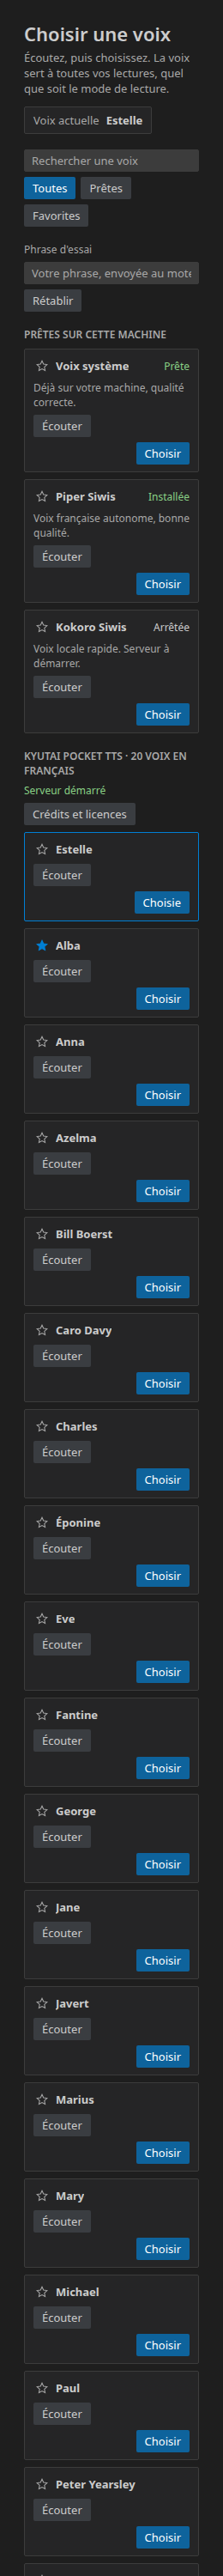 Choisir une voix
Écoutez, puis choisissez. La voix
sert à toutes vos lectures, quel
que soit le mode de lecture.
Voix actuelle Estelle
Rechercher une voix
Toutes Prêtes
Favorites
Phrase d'essai
Votre phrase, envoyée au mote
Rétablir
PRÊTES SUR CETTE MACHINE
Voix système Prête
Déjà sur votre machine, qualité
correcte.
Écouter
Choisir
Piper Siwis Installée
Voix française autonome, bonne
qualité.
Écouter
Choisir
Kokoro Siwis Arrêtée
Voix locale rapide. Serveur à
démarrer.
Écouter
Choisir
KYUTAI POCKET TTS · 20 VOIX EN
FRANÇAIS
Serveur démarré
Crédits et licences
Estelle
Écouter
Choisie
Alba
Écouter
Choisir
Anna
Écouter
Choisir
Azelma
Écouter
Choisir
Bill Boerst
Écouter
Choisir
Caro Davy
Écouter
Choisir
Charles
Écouter
Choisir
Éponine
Écouter
Choisir
Eve
Écouter
Choisir
Fantine
Écouter
Choisir
George
Écouter
Choisir
Jane
Écouter
Choisir
Javert
Écouter
Choisir
Marius
Écouter
Choisir
Mary
Écouter
Choisir
Michael
Écouter
Choisir
Paul
Écouter
Choisir
Peter Yearsley
Écouter
Choisir